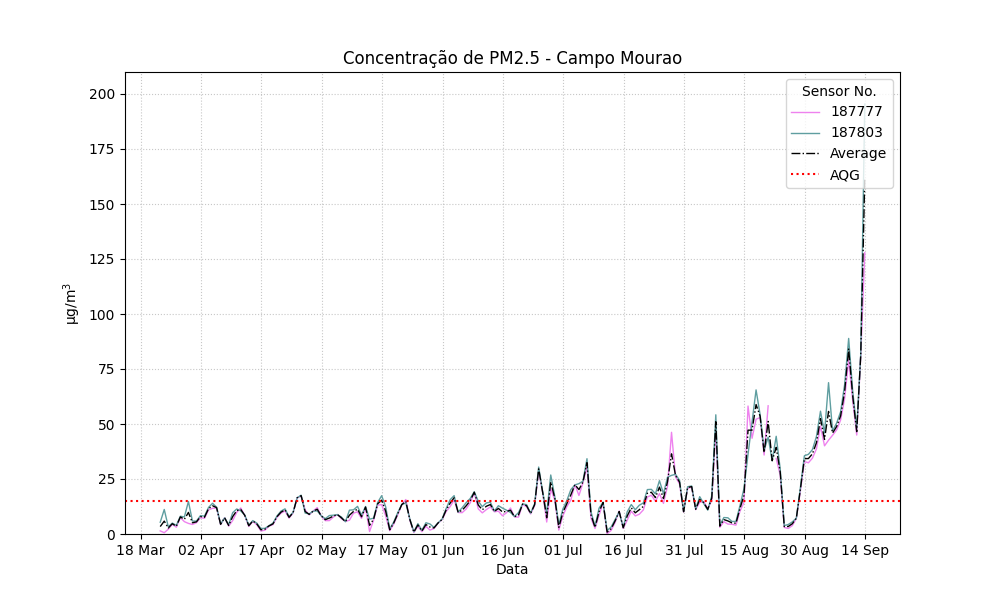 Concentração de PM2.5 - Campo Mourao
Sensor No.
187777
187803
Average
AQG
200
175
150
125
100
75
50
25
0
µg/m³
18 Mar 02 Apr 17 Apr 02 May 17 May 01 Jun 16 Jun 01 Jul 16 Jul 31 Jul 15 Aug 30 Aug 14 Sep
Data